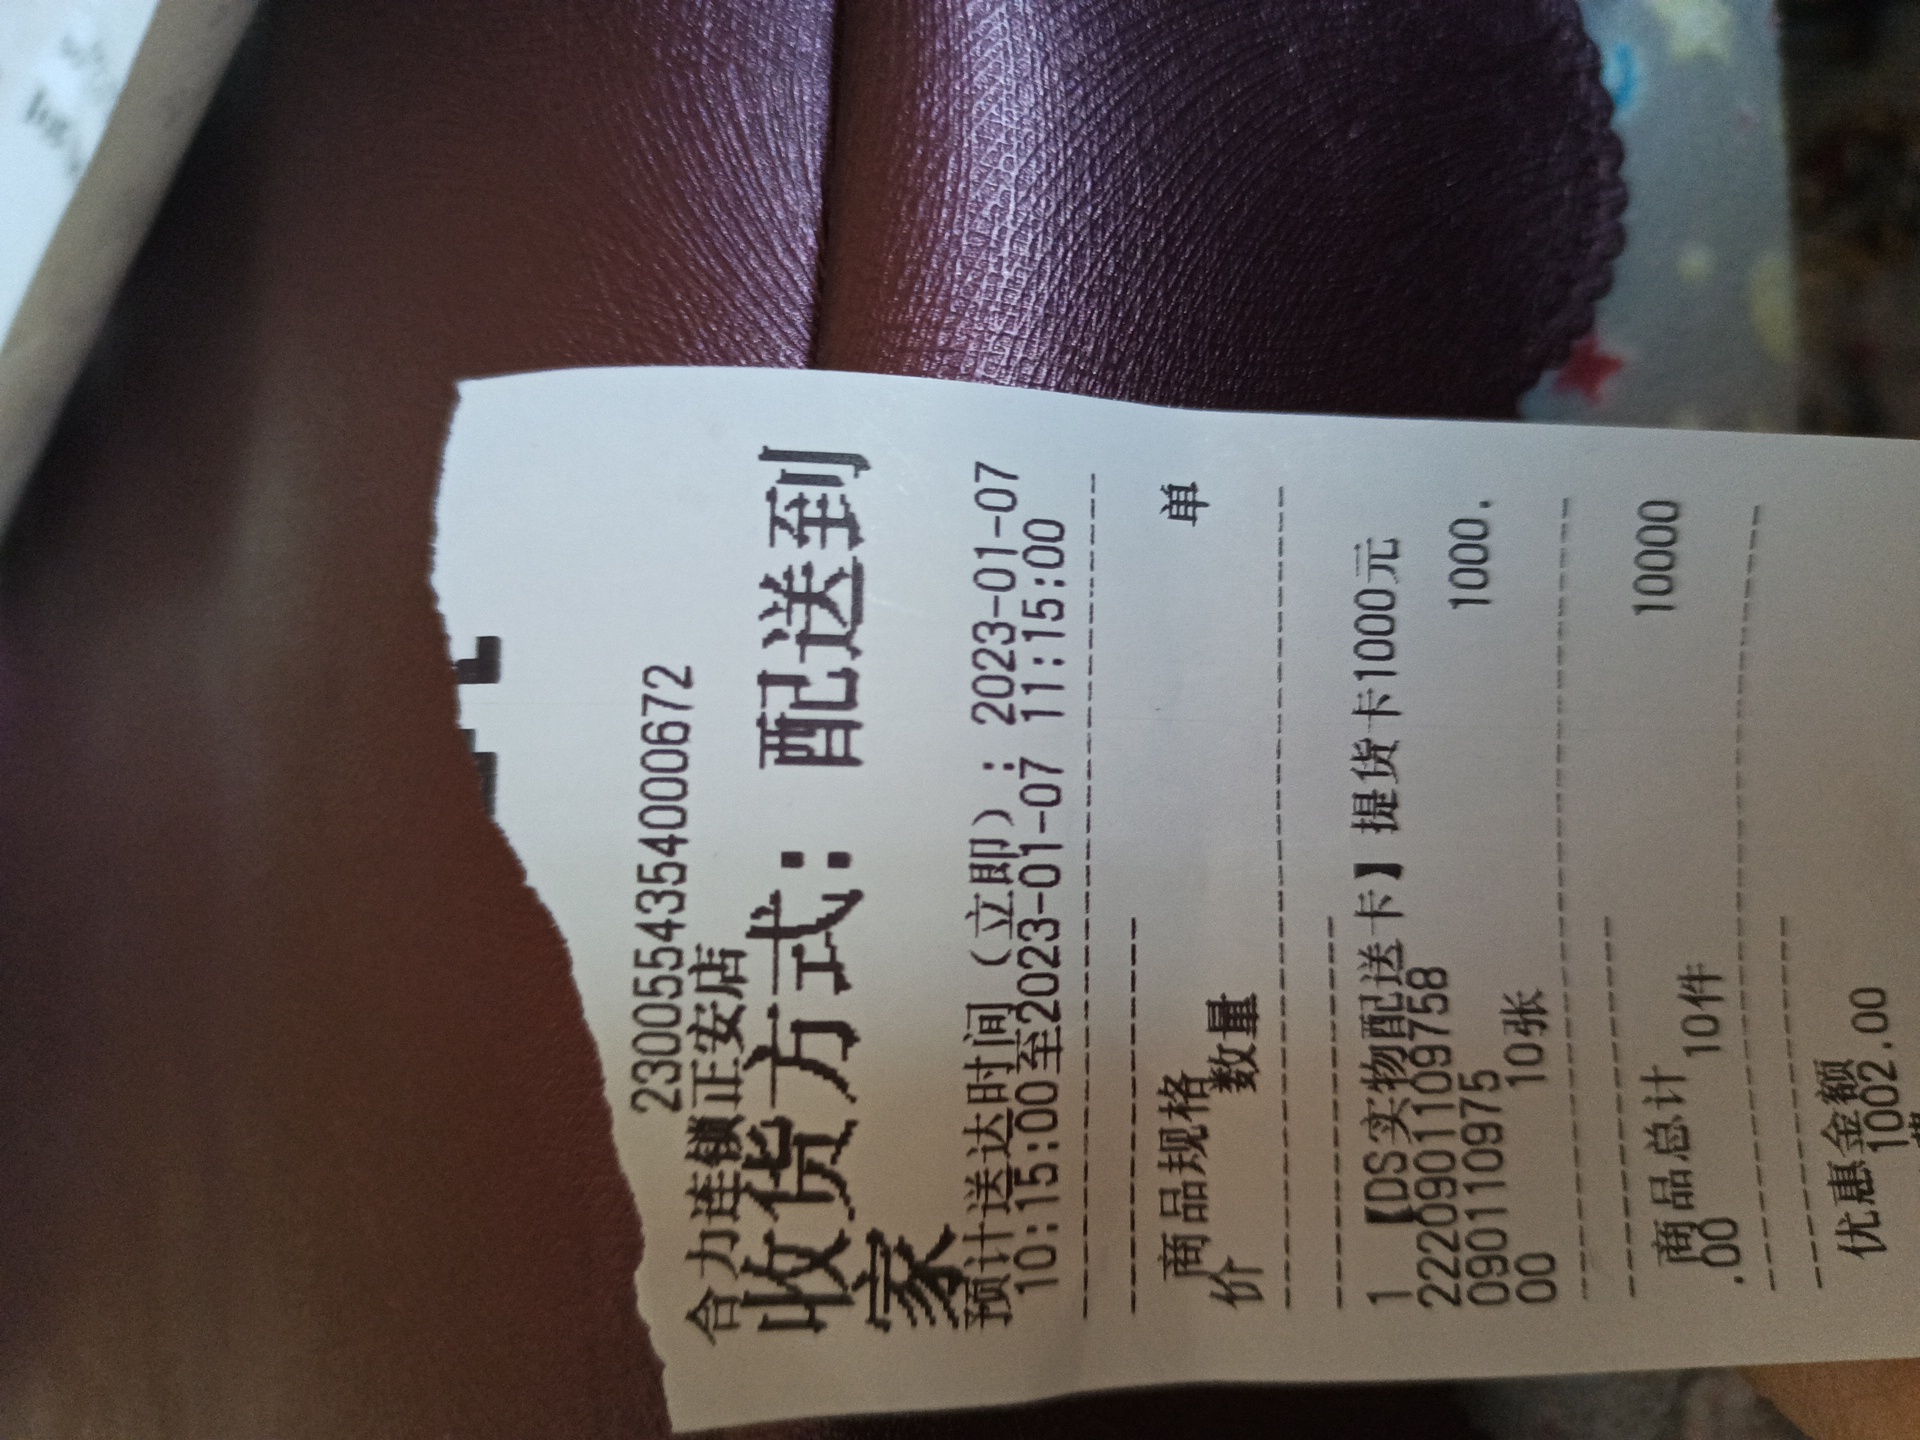 230055435400672
合力连锁正安店
收货方式：配送到
家
预计送达时间（立即）：2023-01-07
10:15:00至2023-01-07 11:15:00
商品规格 单
价 数量
1 【DS实物配送卡】提货卡1000元
2220901109758
0901109975 1000.
00 10张
商品总计 10000
.00 10件
优惠金额
1002.00